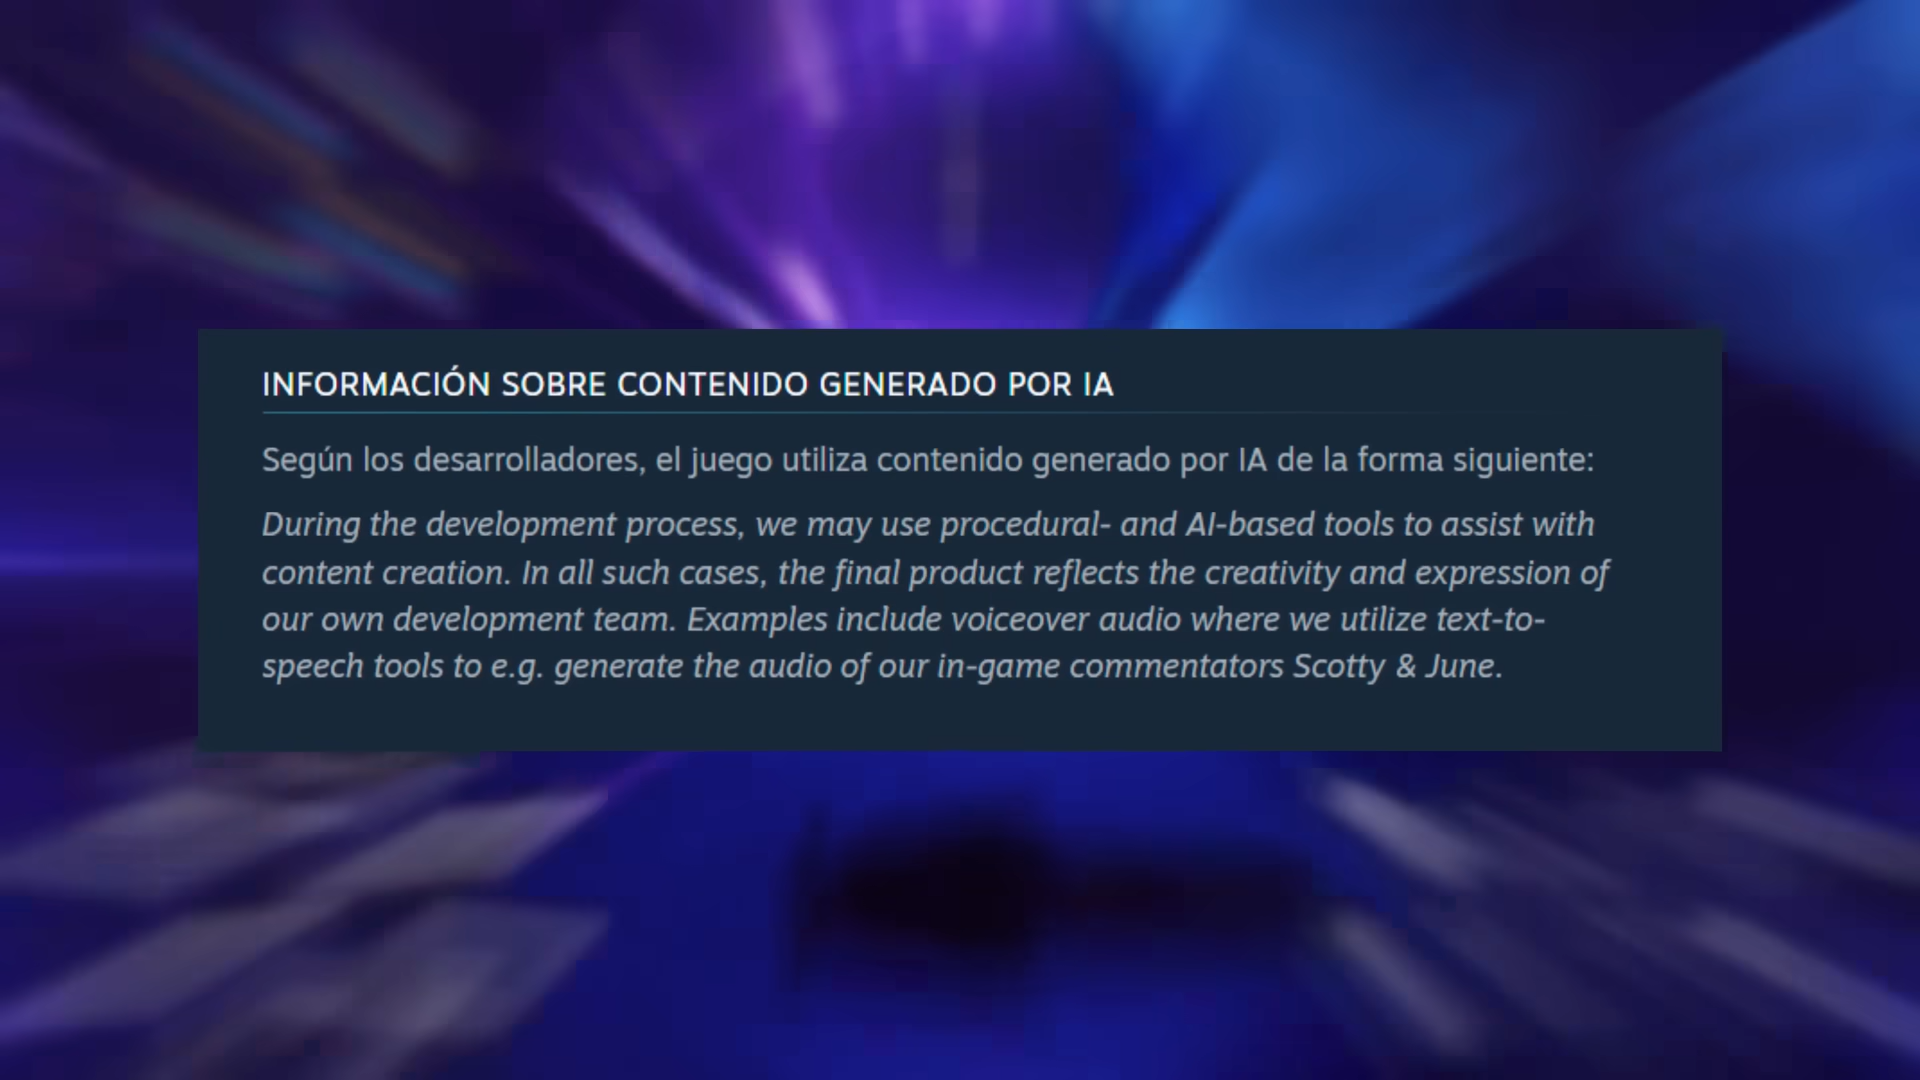 INFORMACIÓN SOBRE CONTENIDO GENERADO POR IA
Según los desarrolladores, el juego utiliza contenido generado por IA de la forma siguiente:
During the development process, we may use procedural- and AI-based tools to assist with
content creation. In all such cases, the final product reflects the creativity and expression of
our own development team. Examples include voiceover audio where we utilize text-to-
speech tools to e.g. generate the audio of our in-game commentators Scotty & June.